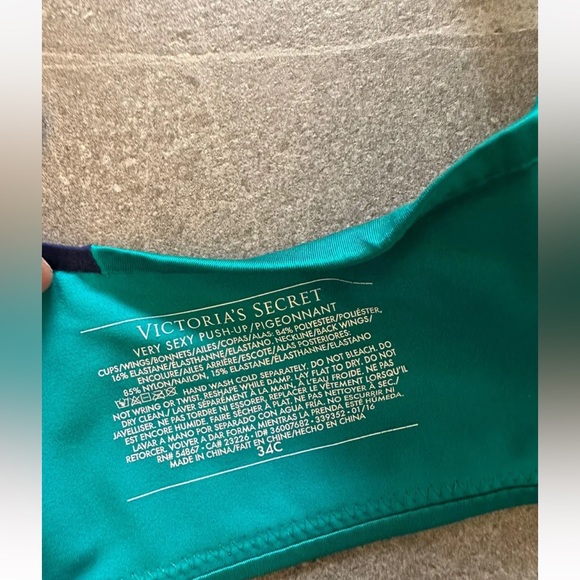 VICTORIA'S SECRET
VERY SEXY PUSH-UP/PIGEONNANT
CUPS/WINGS/BONNETS/AILES/COPAS/ALAS: 84% POLYESTER/POLIÉSTER,
16% ELASTANE/ÉLASTHANNE/ELASTANO. NECKLINE/BACK WINGS/
ENCOLURE/AILES ARRIÈRE/ESCOTE/ALAS POSTERIORES:
85% NYLON/NAILON, 15% ELASTANE/ÉLASTHANNE/ELASTANO
HAND WASH COLD SEPARATELY. DO NOT BLEACH. DO
NOT WRING OR TWIST. RESHAPE WHILE DAMP. LAY FLAT TO DRY. DO NOT
DRY CLEAN./ LAVER SÉPARÉMENT À LA MAIN, À L'EAU FROIDE. NE PAS
JAVELLISER. NE PAS TORDRE NI ESSORER. REPLACER LE VÊTEMENT LORSQU'IL
EST ENCORE HUMIDE. FAIRE SÉCHER À PLAT. NE PAS NETTOYER À SEC./
LAVAR A MANO POR SEPARADO CON AGUA FRÍA. NO ESCURRIR NI
RETORCER. VOLVER A DAR FORMA MIENTRAS LA PRENDA ESTÉ HÚMEDA.
RN# 54867 - CA# 23226 - ID# 36007682 - 339352 - 01/16
MADE IN CHINA/FAIT EN CHINE/HECHO EN CHINA
34C